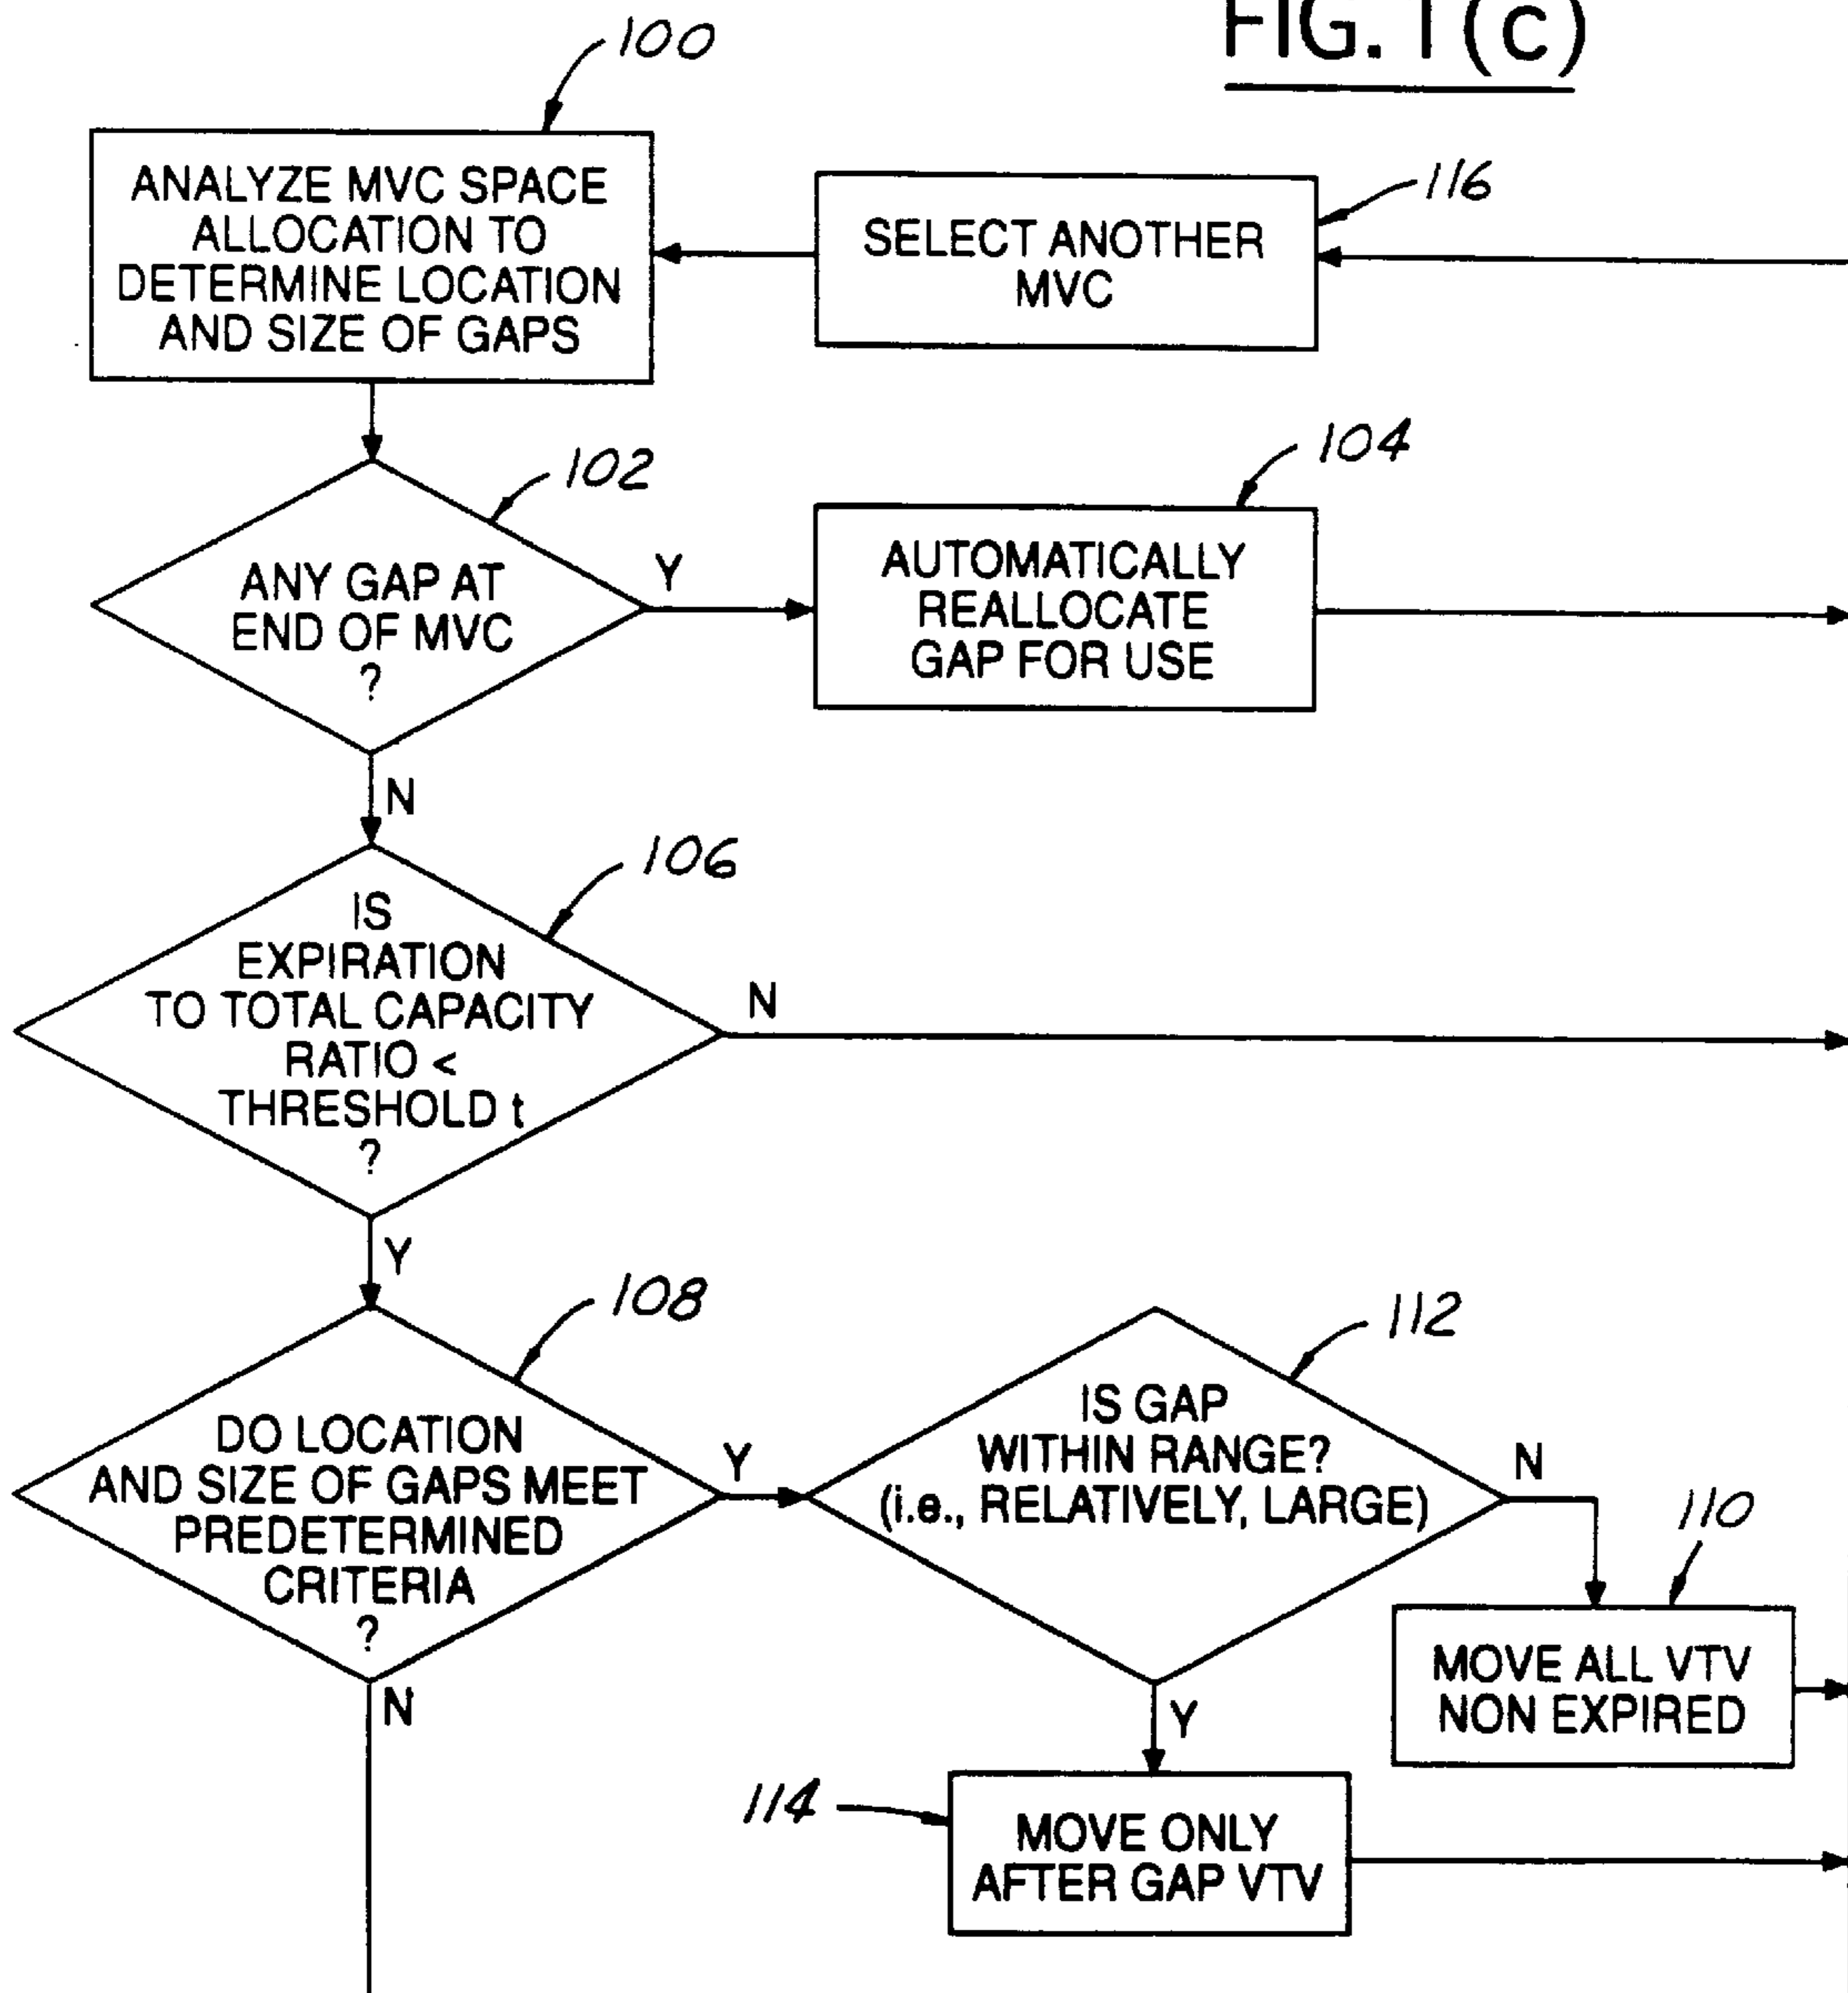 FIG. 1 (c)
100
ANALYZE MVC SPACE
ALLOCATION TO
DETERMINE LOCATION
AND SIZE OF GAPS
116
SELECT ANOTHER
MVC
102
ANY GAP AT
END OF MVC
?
Y
N
104
AUTOMATICALLY
REALLOCATE
GAP FOR USE
106
IS
EXPIRATION
TO TOTAL CAPACITY
RATIO <
THRESHOLD t
?
N
Y
108
DO LOCATION
AND SIZE OF GAPS MEET
PREDETERMINED
CRITERIA
?
Y
N
112
IS GAP
WITHIN RANGE?
(i.e., RELATIVELY, LARGE)
N
Y
110
MOVE ALL VTV
NON EXPIRED
114
MOVE ONLY
AFTER GAP VTV